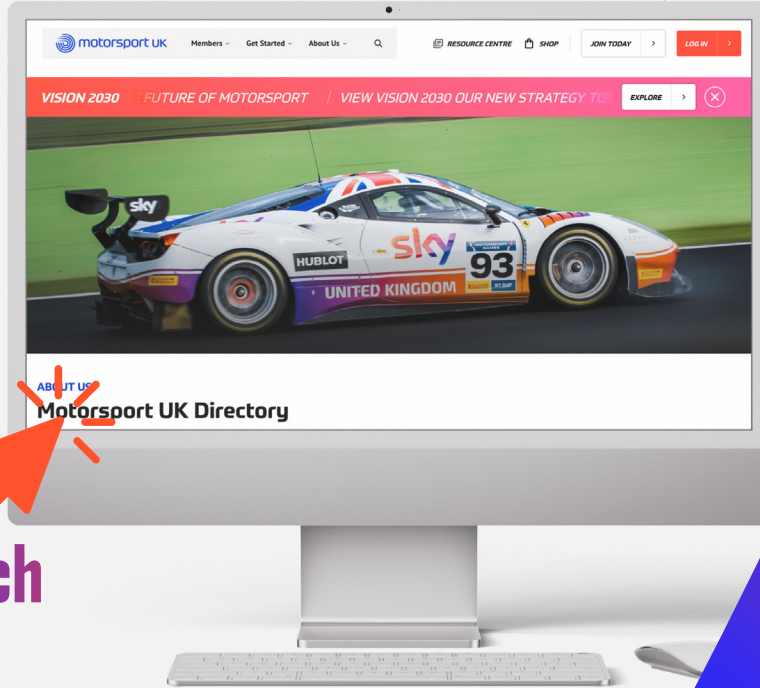 motorsport UK Members Get Started About Us RESOURCE CENTRE SHOP JOIN TODAY LOG IN
VISION 2030 FUTURE OF MOTORSPORT / VIEW VISION 2030 OUR NEW STRATEGY TO EXPLORE
sky
HUBLOT sky 93
UNITED KINGDOM
ABOUT US
Motorsport UK Directory
ch